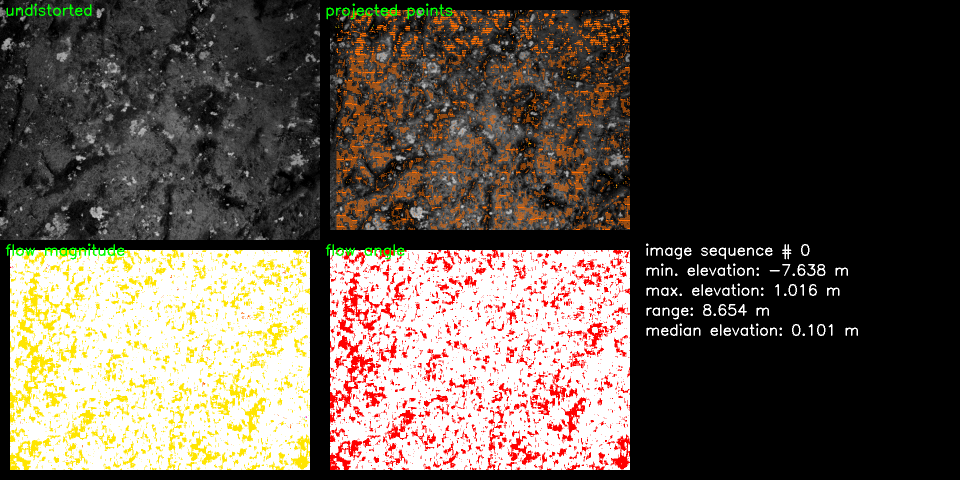 undistorted
projected points
flow magnitude
flow angle
image sequence # 0
min. elevation: -7.638 m
max. elevation: 1.016 m
range: 8.654 m
median elevation: 0.101 m